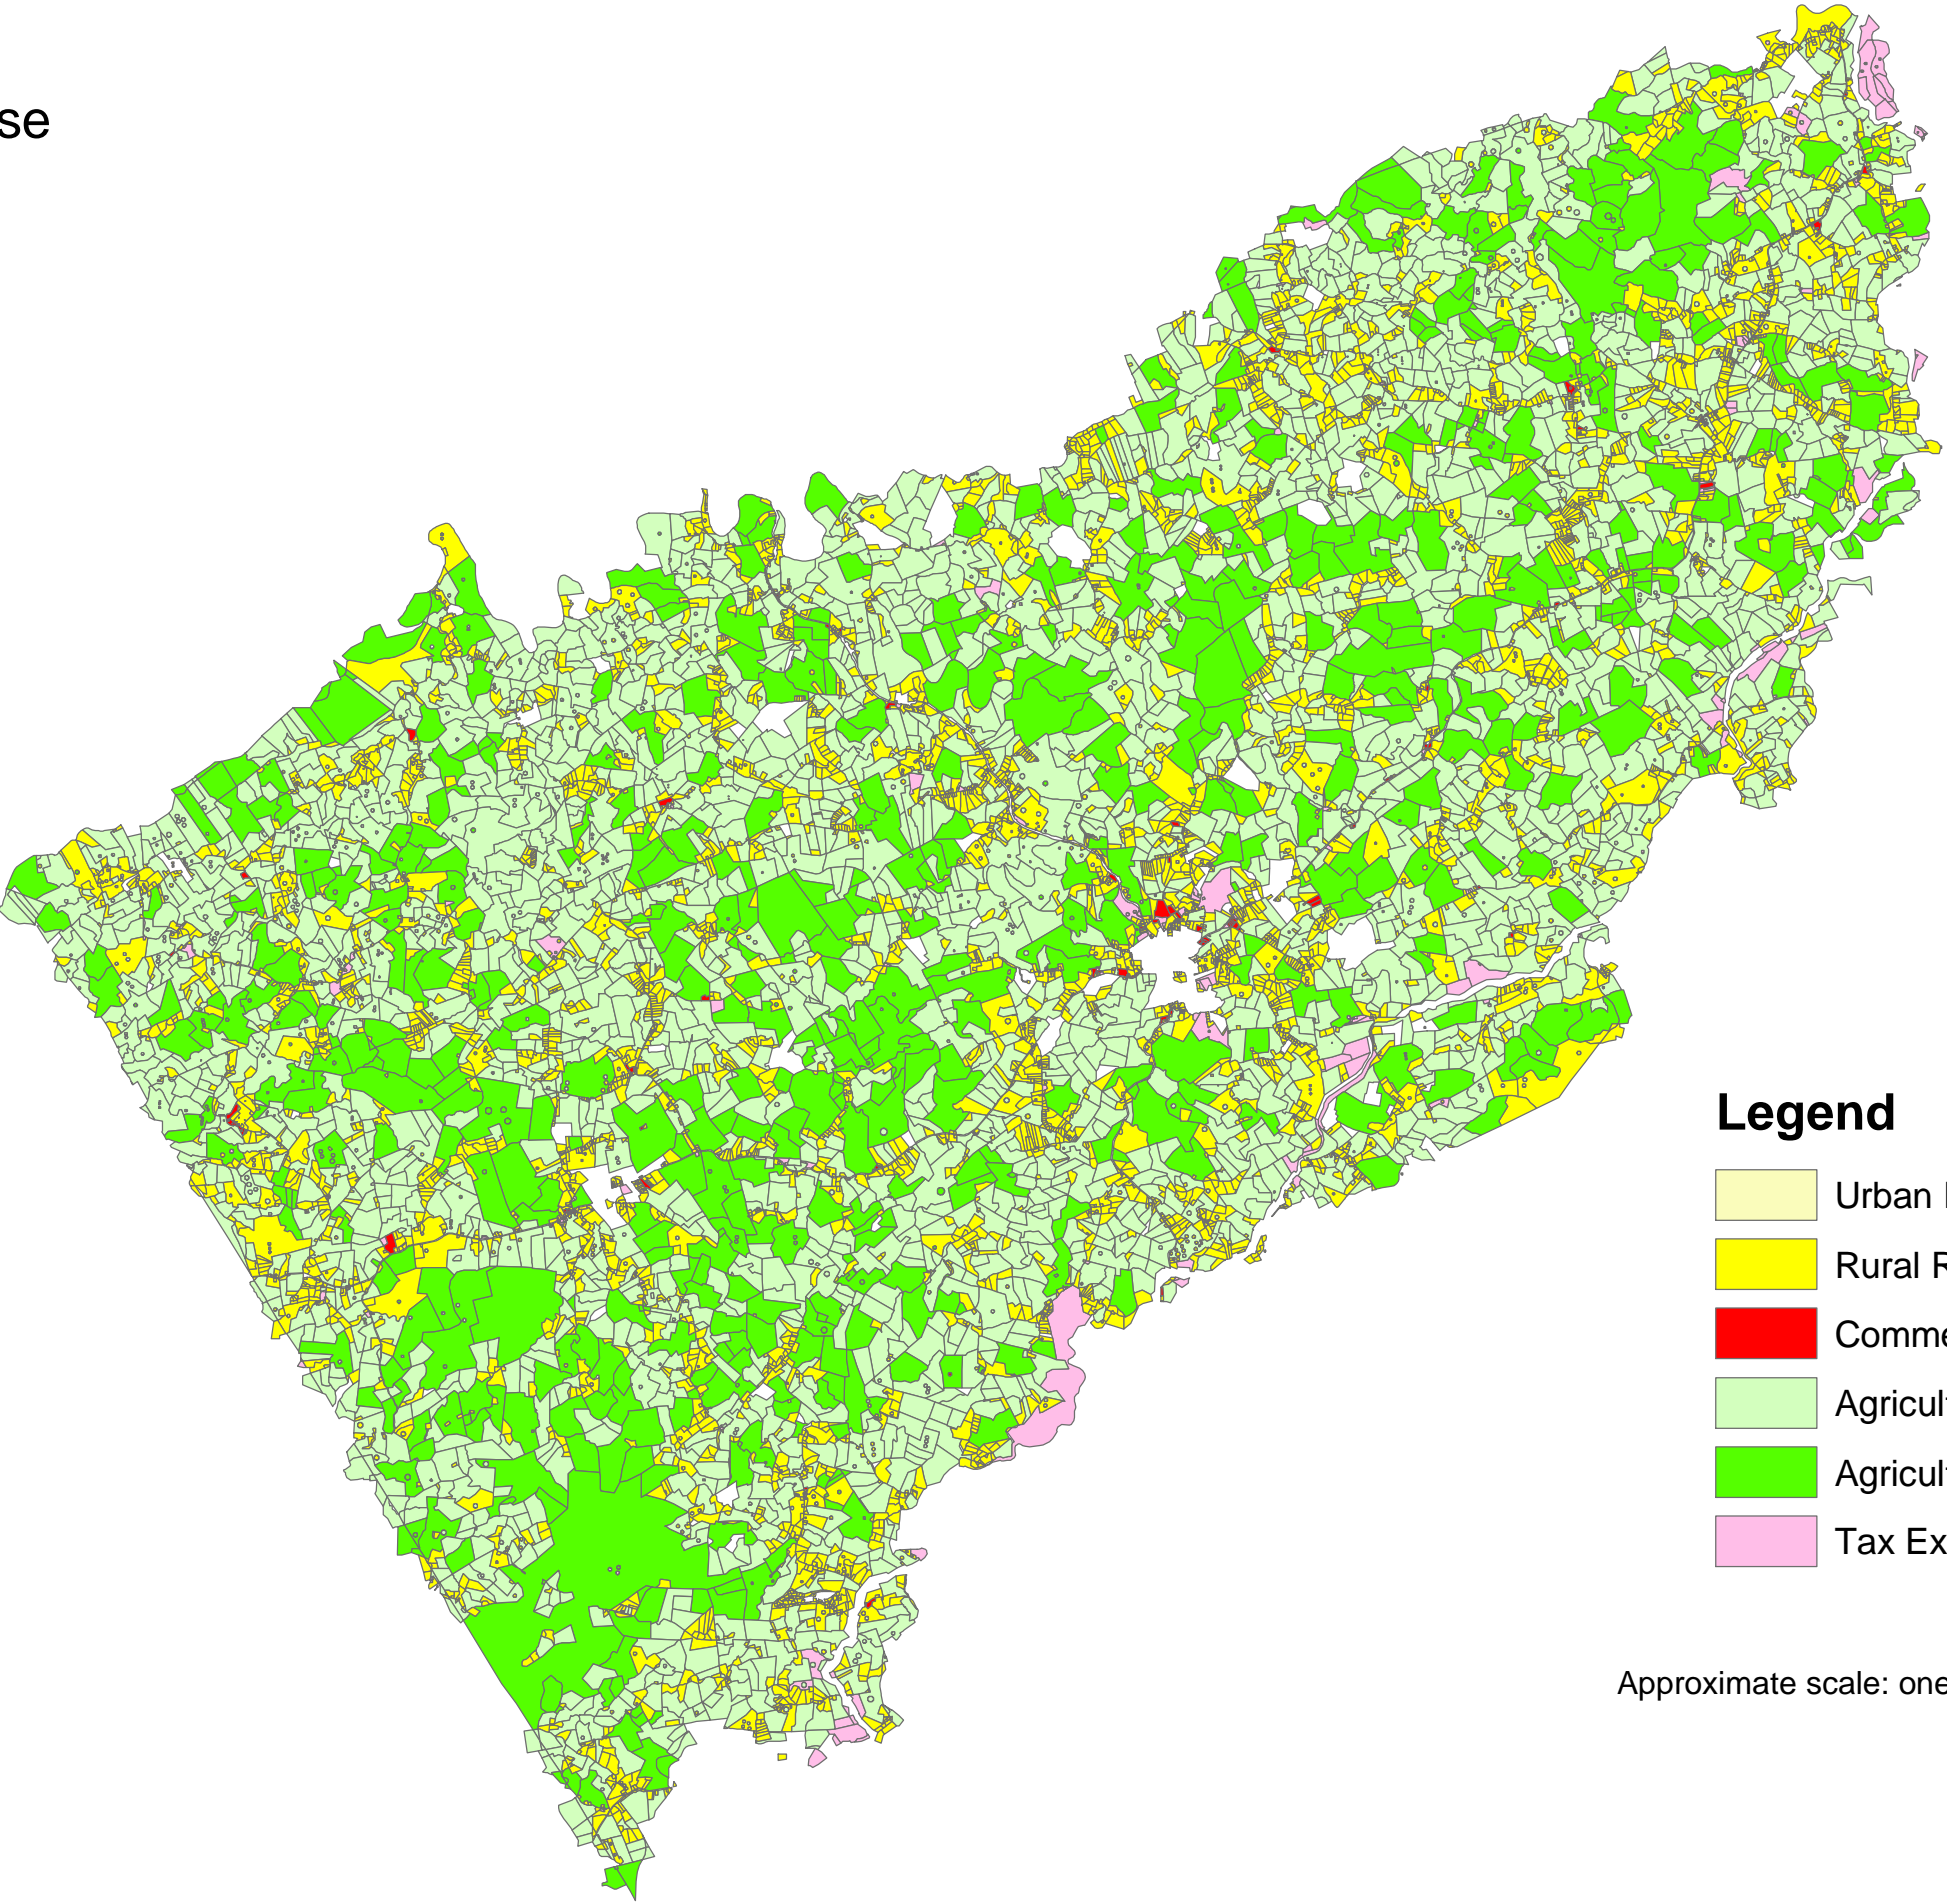 se
Legend
Urban
Rural
Comme
Agricul
Agricul
Tax Ex
Approximate scale: one